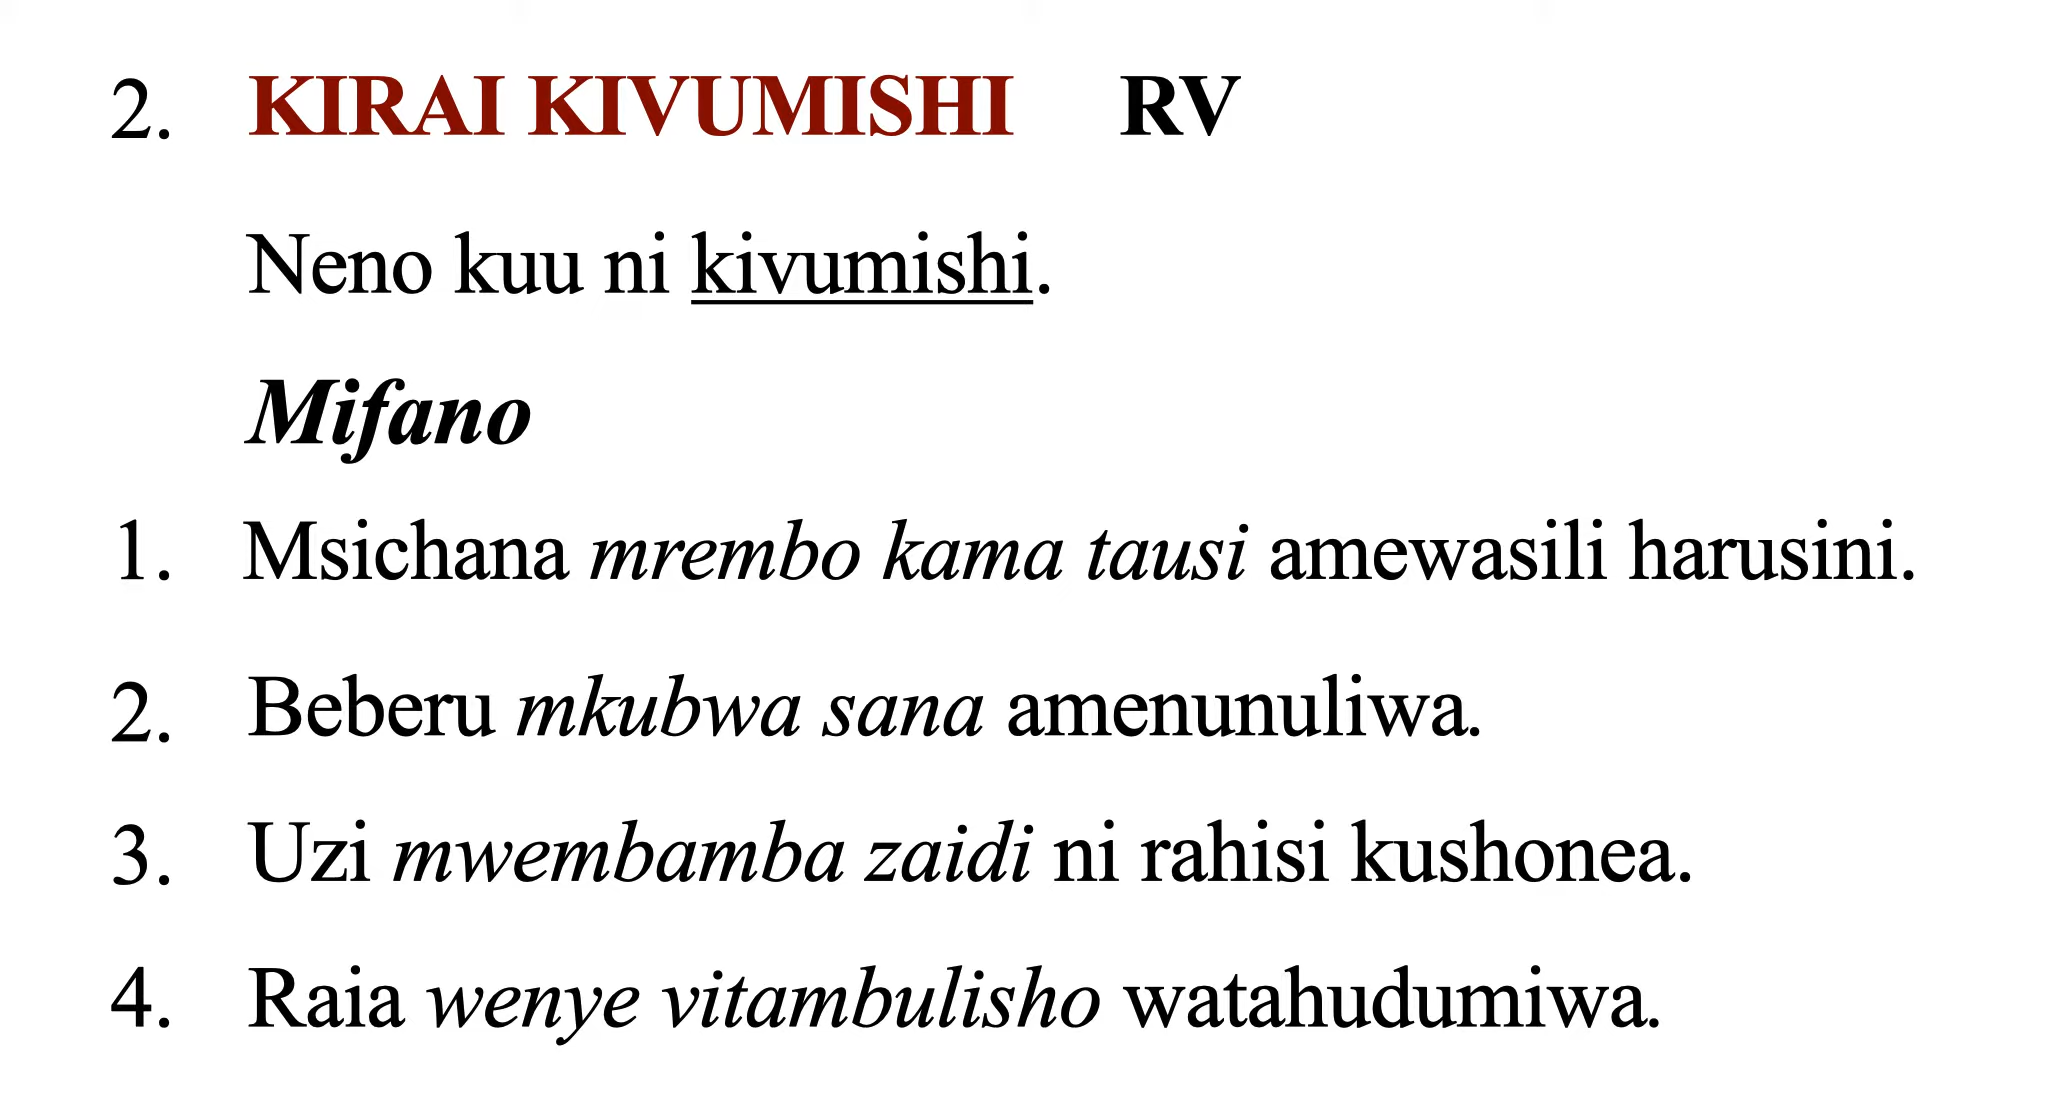 2. KIRAI KIVUMISHI RV
Neno kuu ni kivumishi.
Mifano
1. Msichana mrembo kama tausi amewasili harusini.
2. Beberu mkubwa sana amenunuliwa.
3. Uzi mwembamba zaidi ni rahisi kushonea.
4. Raia wenye vitambulisho watahudumiwa.